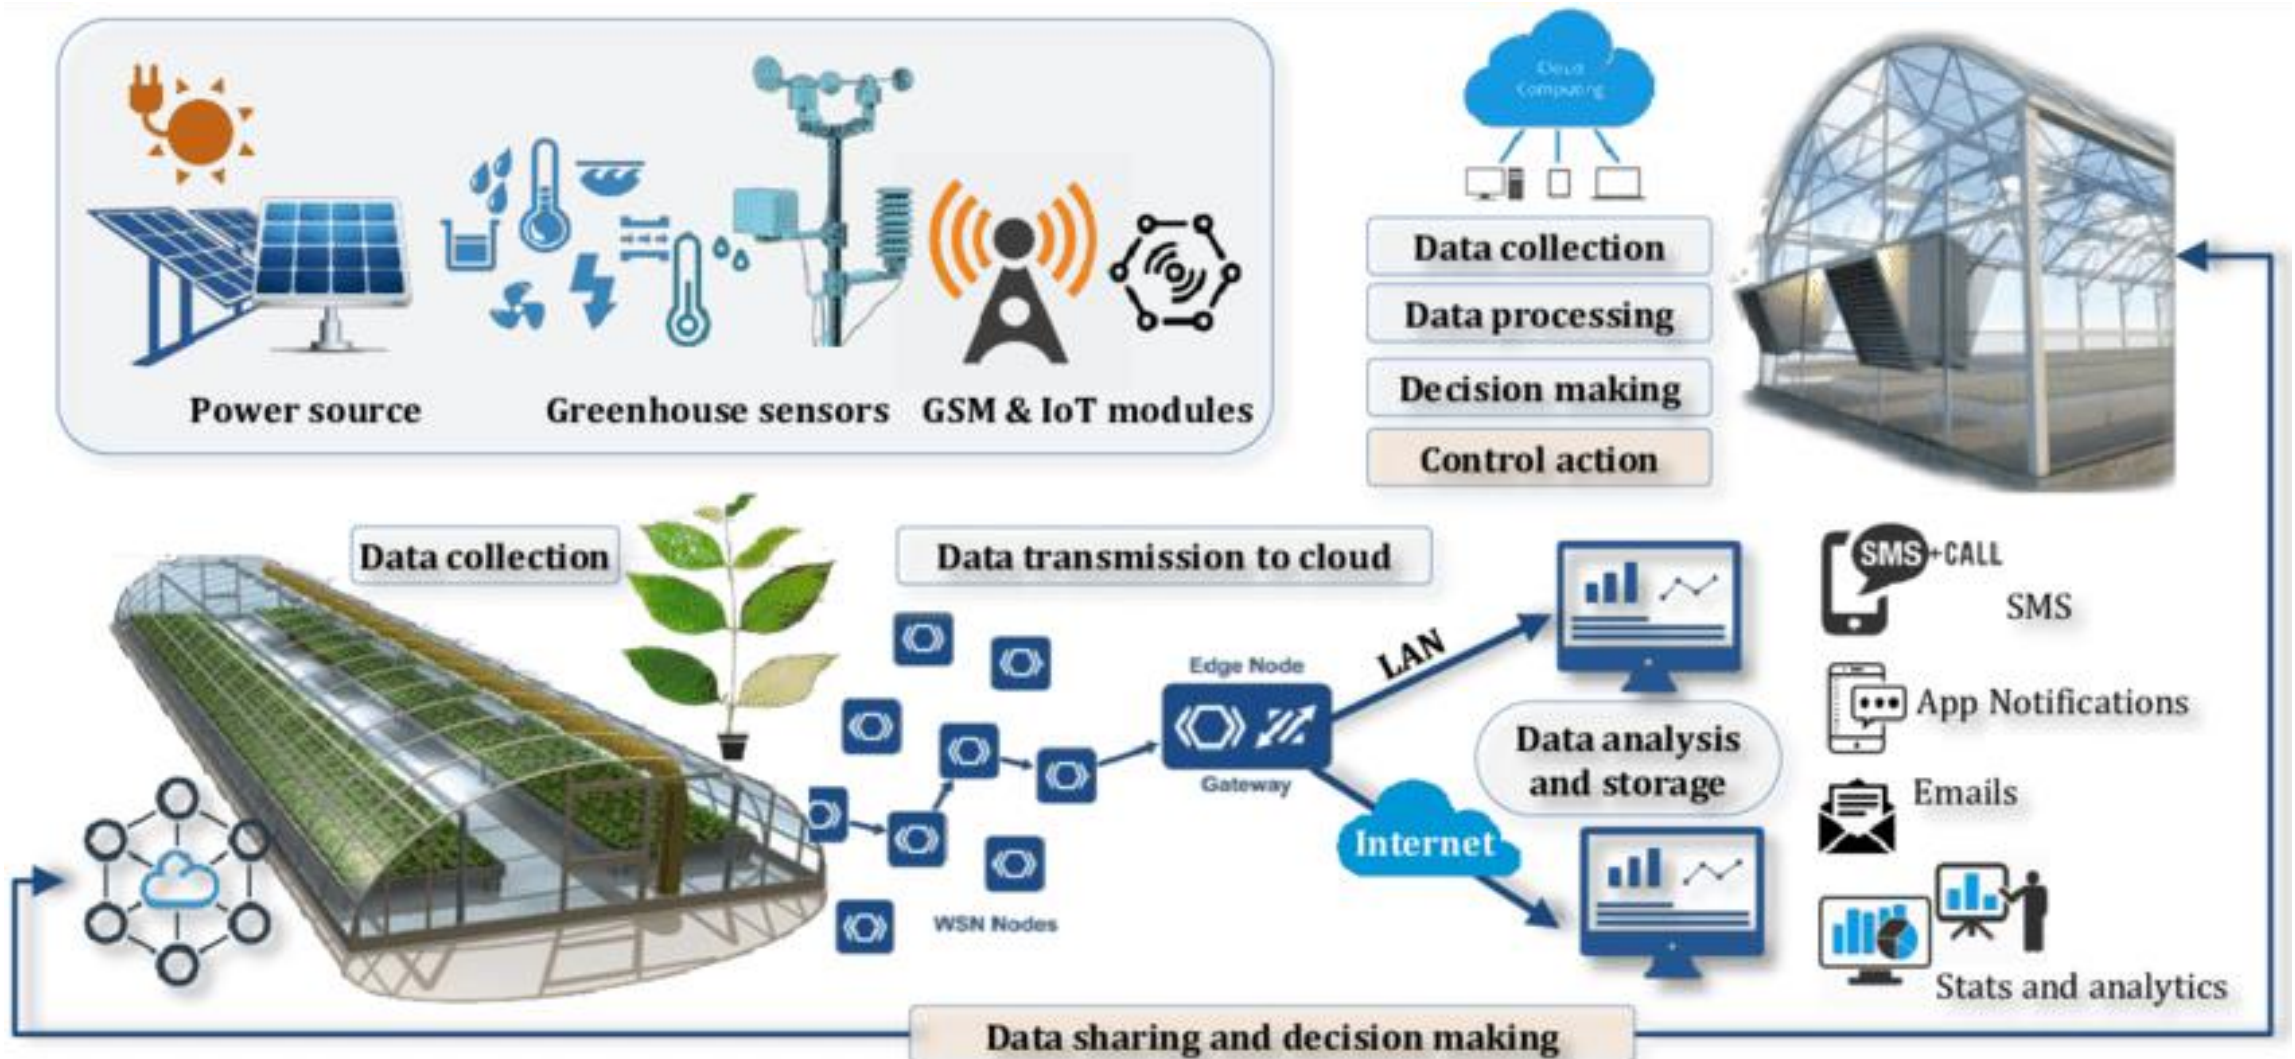 Cloud
Computing
Power source
Greenhouse sensors
GSM & IoT modules
Data collection
Data processing
Decision making
Control action
Data collection
Data transmission to cloud
SMS+CALL
SMS
Edge Node
LAN
App Notifications
Data analysis
and storage
Gateway
Emails
Internet
WSN Nodes
Stats and analytics
Data sharing and decision making